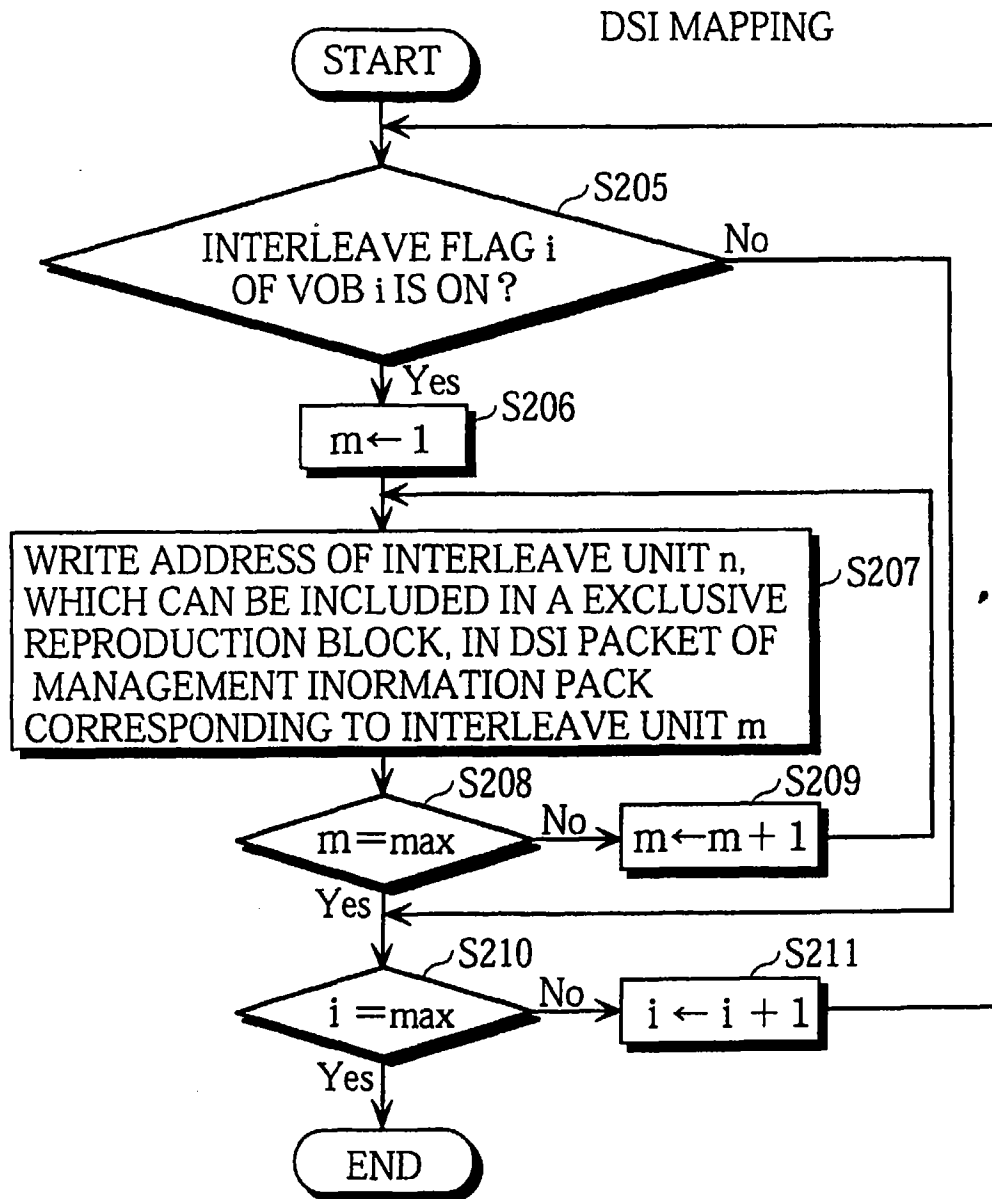 DSI MAPPING
START
S205
INTERLEAVE FLAG i
OF VOB i IS ON ?
No
Yes
S206
m←1
WRITE ADDRESS OF INTERLEAVE UNIT n,
WHICH CAN BE INCLUDED IN A EXCLUSIVE
REPRODUCTION BLOCK, IN DSI PACKET OF
MANAGEMENT INORMATION PACK
CORRESPONDING TO INTERLEAVE UNIT m
S207
S208
m=max
No
S209
m←m+1
Yes
S210
i =max
No
S211
i ← i + 1
Yes
END